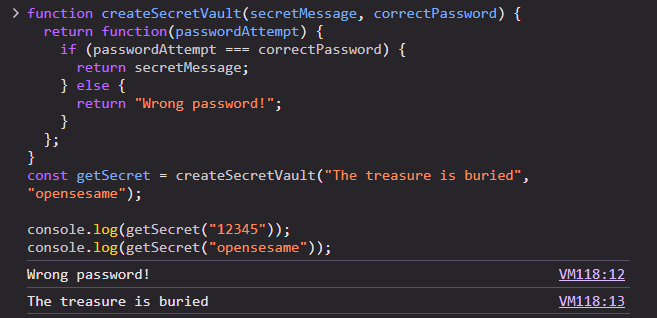 > function createSecretVault(secretMessage, correctPassword) {
    return function(passwordAttempt) {
      if (passwordAttempt === correctPassword) {
        return secretMessage;
      } else {
        return "Wrong password!";
      }
    };
  }
  const getSecret = createSecretVault("The treasure is buried",
  "opensesame");

  console.log(getSecret("12345"));
  console.log(getSecret("opensesame"));
  Wrong password! VM118:12
  The treasure is buried VM118:13